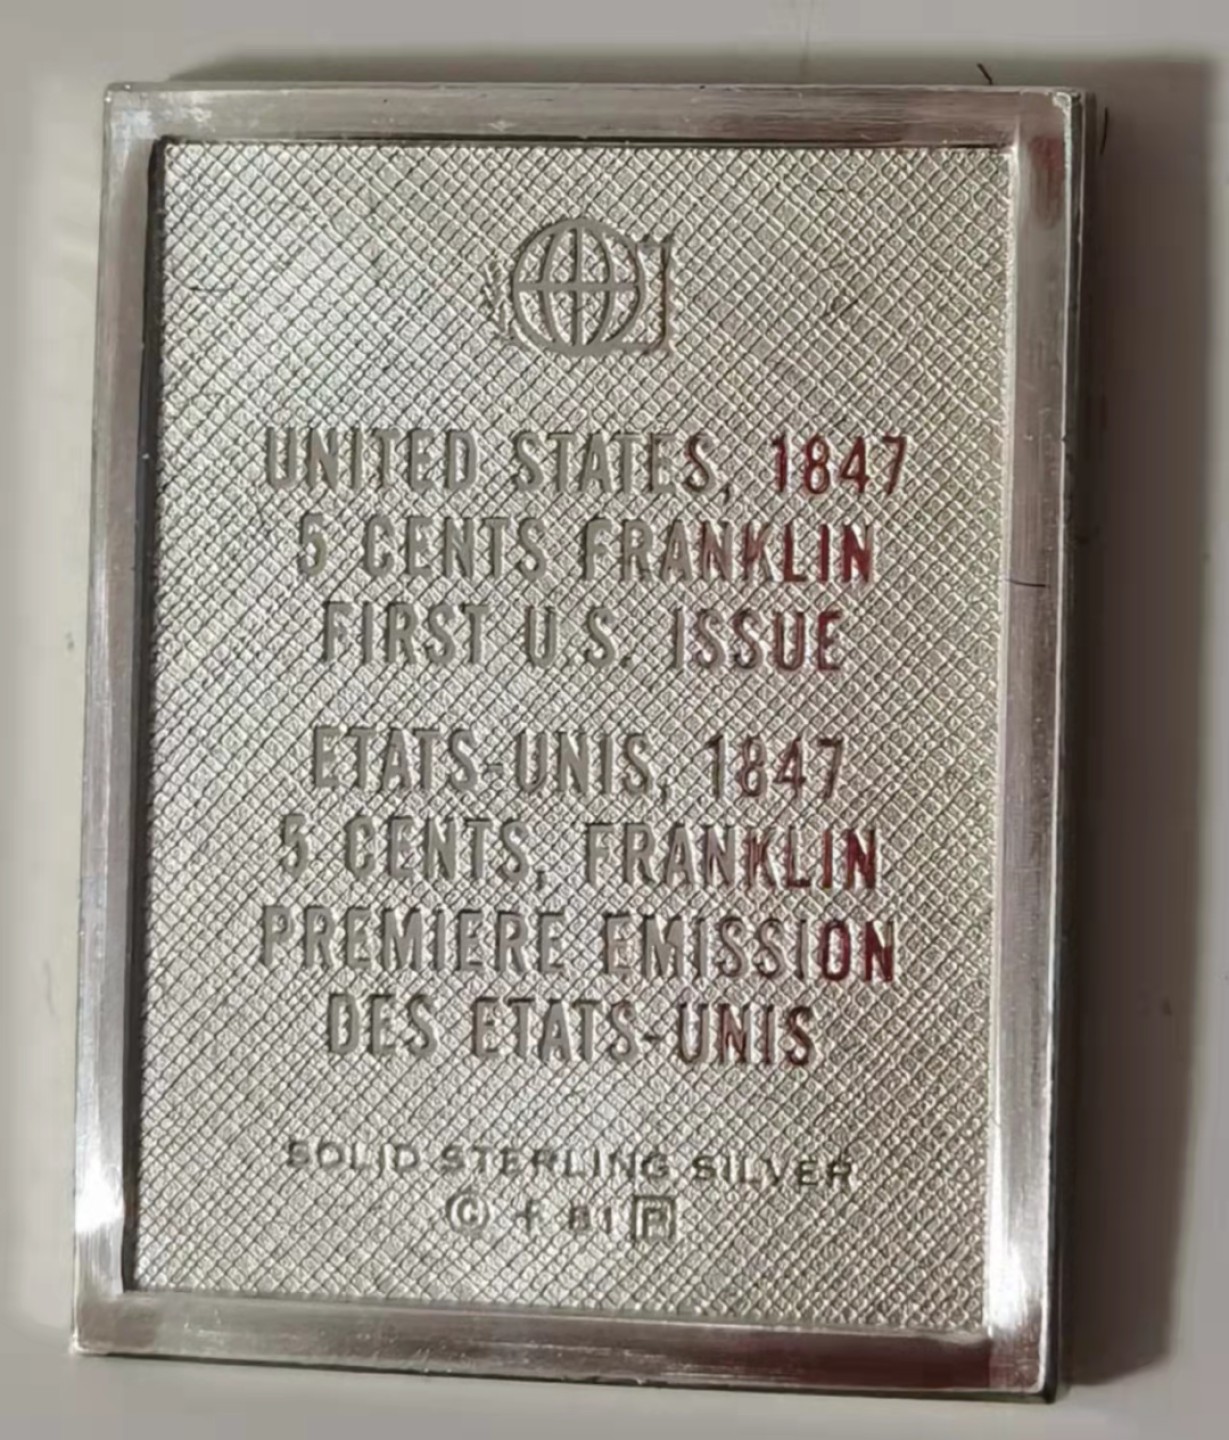 UNITED STATES, 1847
5 CENTS FRANKLIN
FIRST U.S. ISSUE
ETATS-UNIS, 1847
5 CENTS, FRANKLIN
PREMIERE EMISSION
DES ETATS-UNIS
SOLID STERLING SILVER
© 81 P